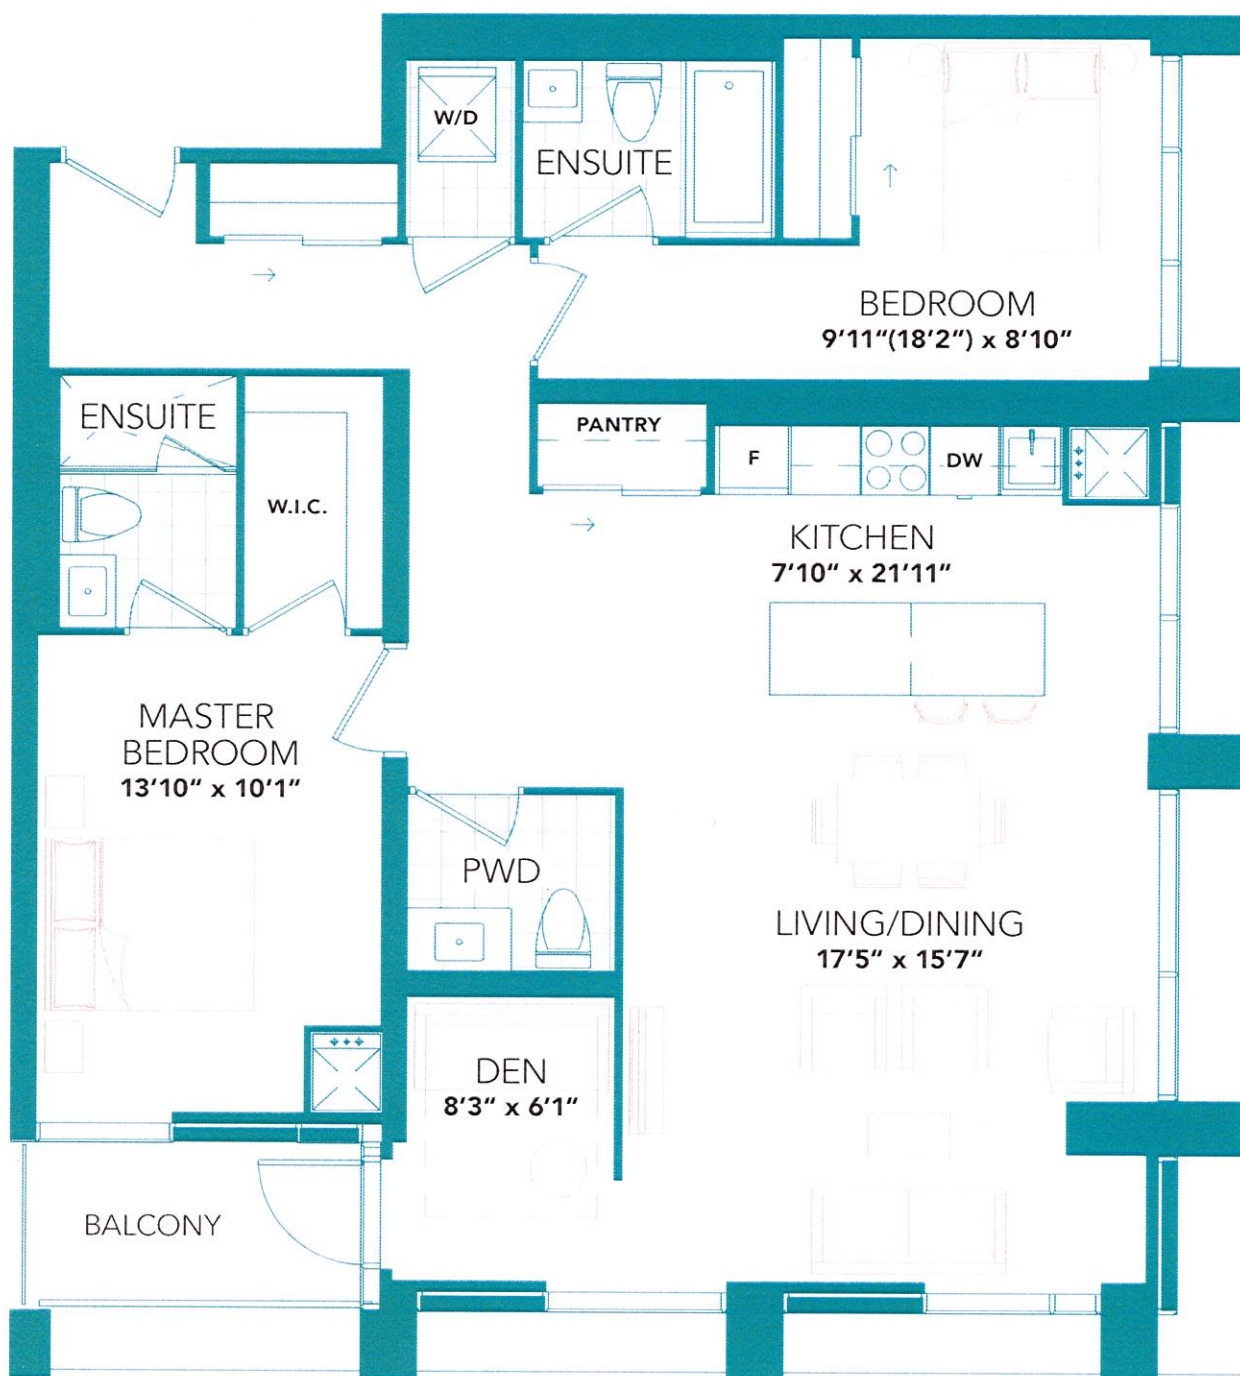 W/D
ENSUITE
BEDROOM
9'11"(18'2") x 8'10"
ENSUITE
W.I.C.
PANTRY
F
DW
KITCHEN
7'10" x 21'11"
MASTER
BEDROOM
13'10" x 10'1"
PWD
LIVING/DINING
17'5" x 15'7"
DEN
8'3" x 6'1"
BALCONY